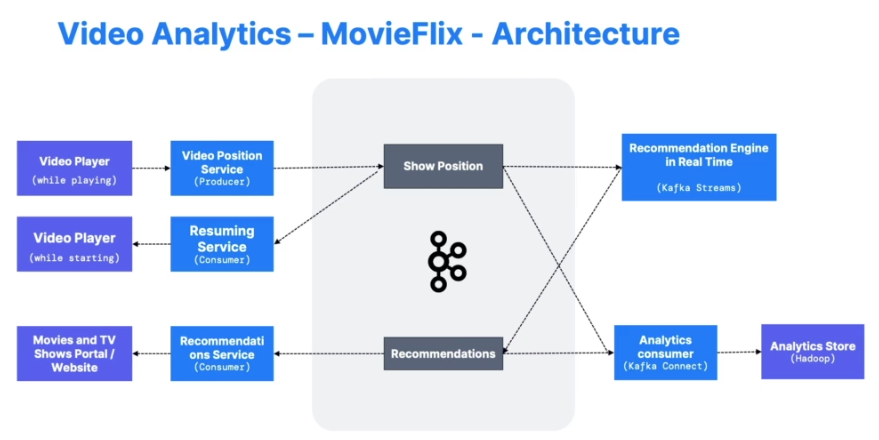 Video Analytics – MovieFlix - Architecture
Video Player
(while playing)
Video Position
Service
(Producer)
Show Position
Recommendation Engine
in Real Time
(Kafka Streams)
Video Player
(while starting)
Resuming
Service
(Consumer)
Movies and TV
Shows Portal /
Website
Recommendati
ons Service
(Consumer)
Recommendations
Analytics
consumer
(Kafka Connect)
Analytics Store
(Hadoop)